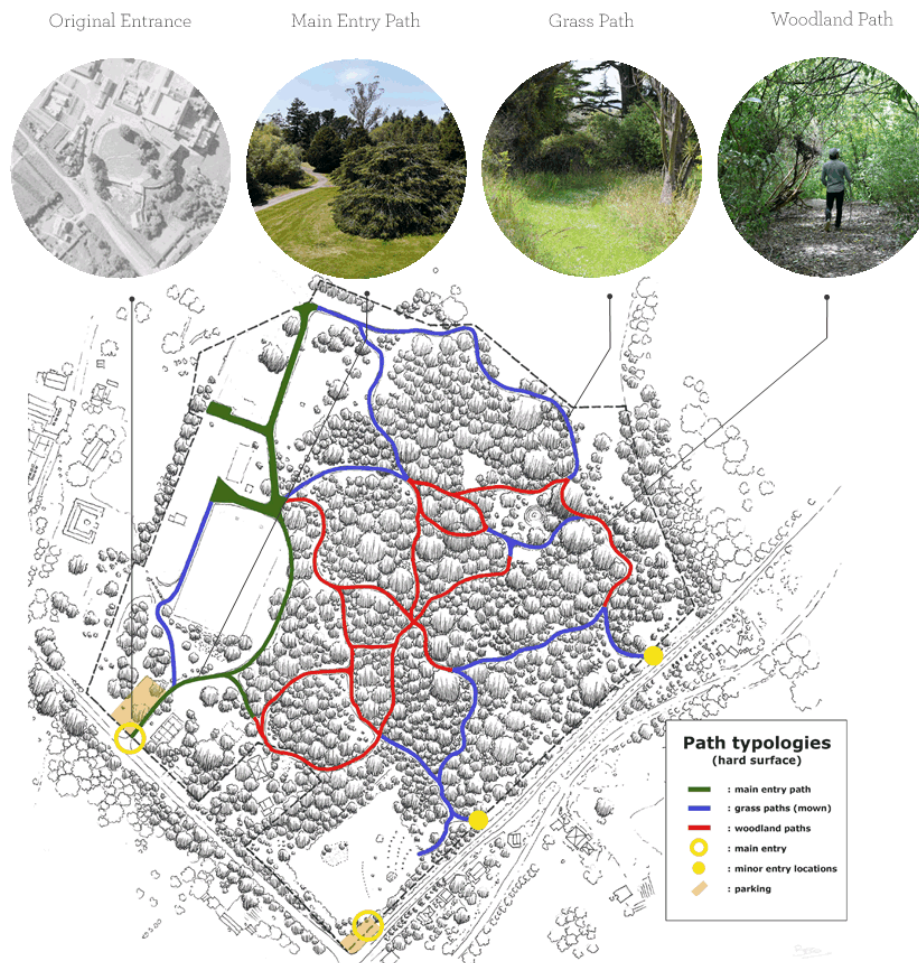 Original Entrance
Main Entry Path
Grass Path
Woodland Path
Path typologies
(hard surface)
: main entry path
: grass paths (mown)
: woodland paths
: main entry
: minor entry locations
: parking